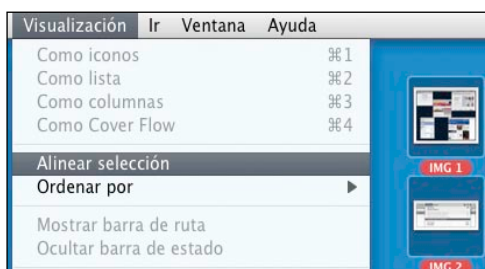 Visualización Ir Ventana Ayuda
Como iconos ⌘1
Como lista ⌘2
Como columnas ⌘3
Como Cover Flow ⌘4
Alinear selección
Ordenar por ▶
Mostrar barra de ruta
Ocultar barra de estado
IMG 1
IMG 2